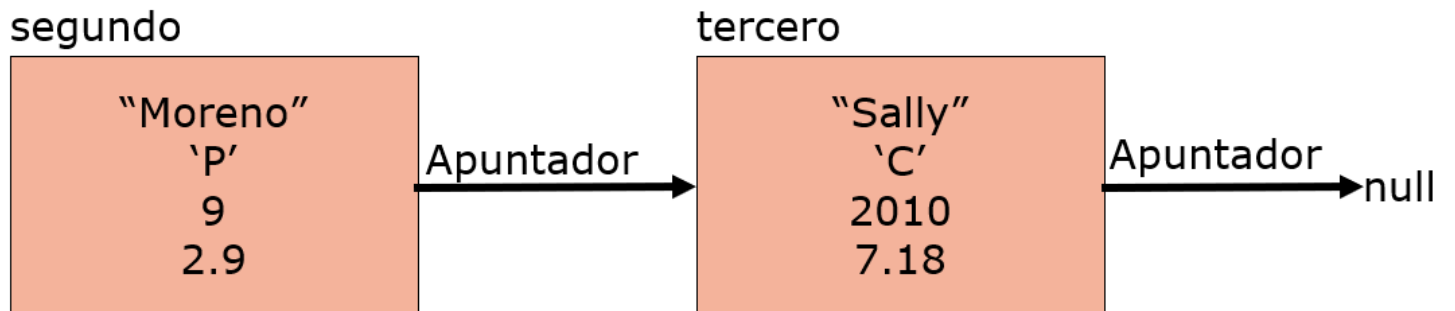 segundo
“Moreno”
‘P’
9
2.9
Apuntador
tercero
“Sally”
‘C’
2010
7.18
Apuntador
null